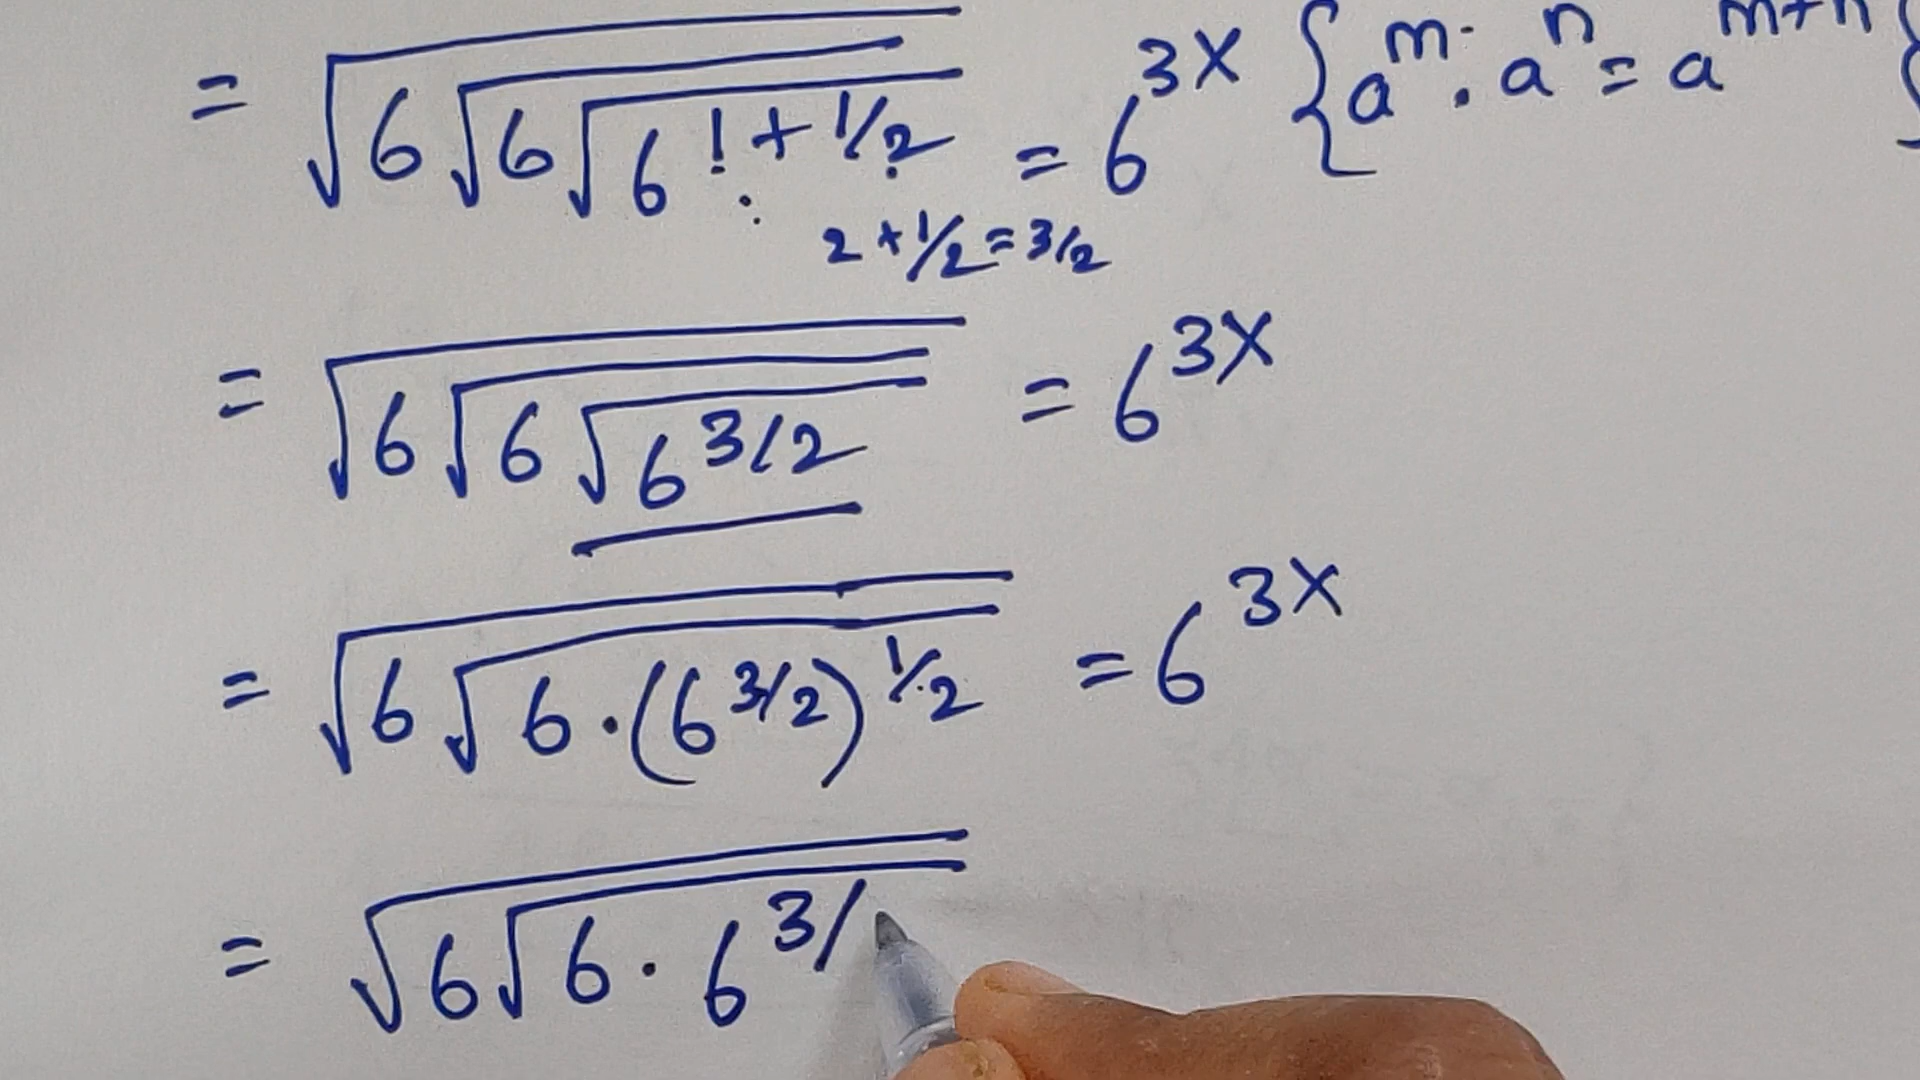 = √6√6√6^1+1/2 = 6^3x {a^m · a^n = a^m+n}
2+1/2=3/2
= √6√6√6^3/2 = 6^3x
= √6√6·(6^3/2)^1/2 = 6^3x
= √6√6·6^3/